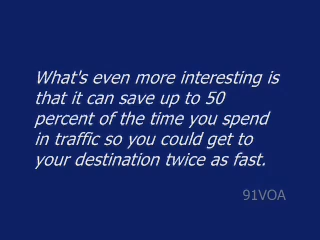 What's even more interesting is
that it can save up to 50
percent of the time you spend
in traffic so you could get to
your destination twice as fast.
91VOA